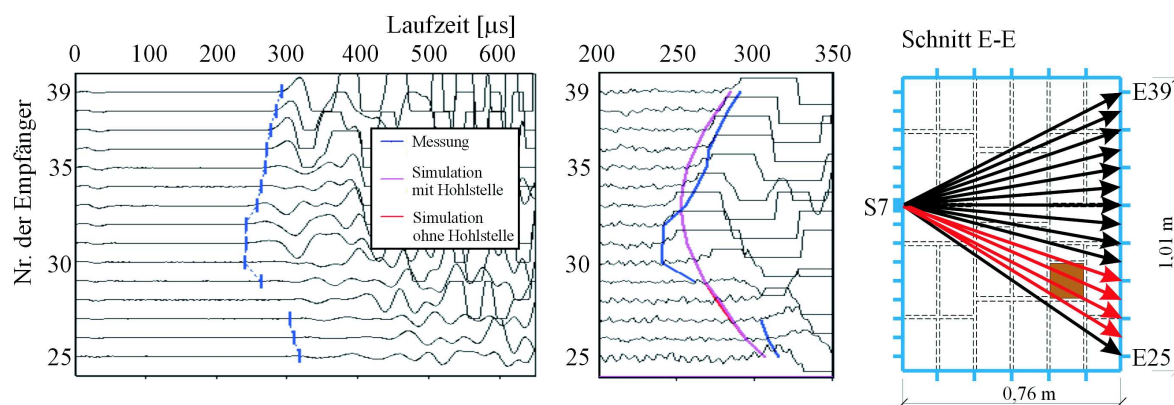 Laufzeit [µs]
0 100 200 300 400 500 600
200 250 300 350
Nr. der Empfänger
39
35
30
25
Messung
Simulation
mit Hohlstelle
Simulation
ohne Hohlstelle
39
35
30
25
Schnitt E-E
E39
S7
E25
1,01 m
0,76 m